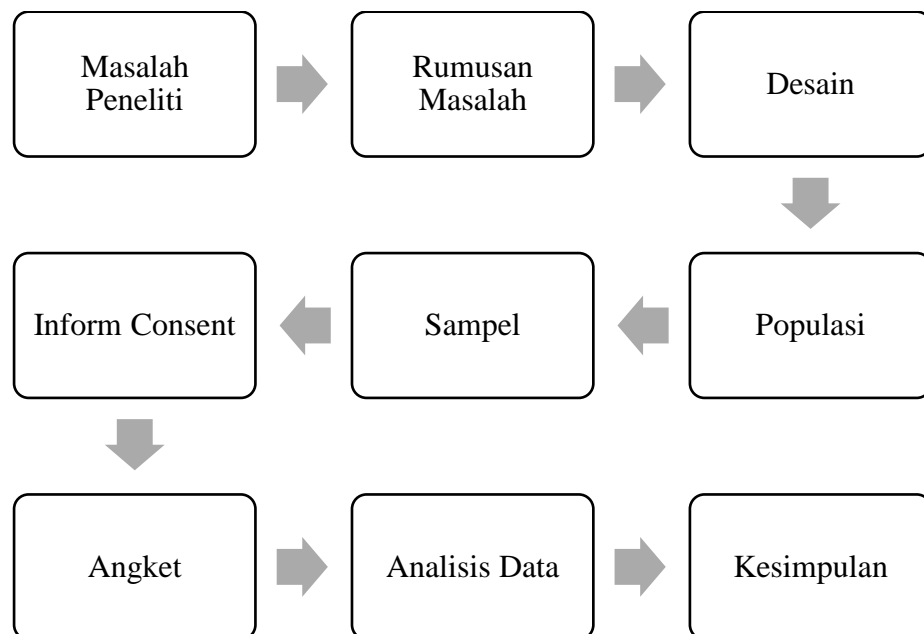 Masalah
Peneliti
Rumusan
Masalah
Desain
Populasi
Sampel
Inform Consent
Angket
Analisis Data
Kesimpulan